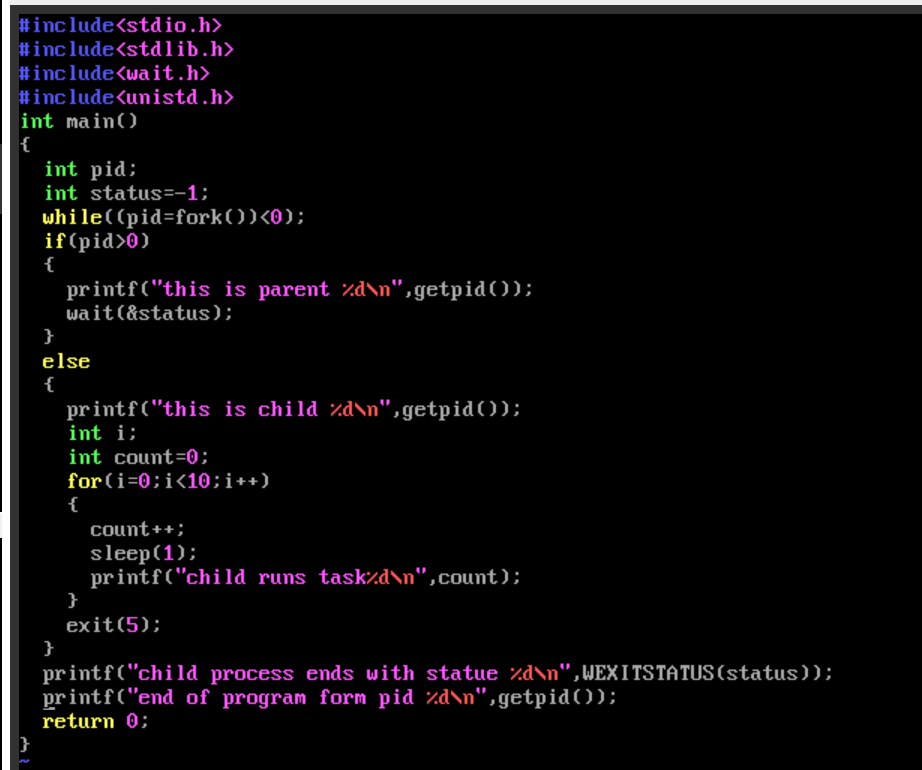 #include<stdio.h>
#include<stdlib.h>
#include<wait.h>
#include<unistd.h>
int main()
{
  int pid;
  int status=-1;
  while((pid=fork())<0);
  if(pid>0)
  {
    printf("this is parent %d\n",getpid());
    wait(&status);
  }
  else
  {
    printf("this is child %d\n",getpid());
    int i;
    int count=0;
    for(i=0;i<10;i++)
    {
      count++;
      sleep(1);
      printf("child runs task%d\n",count);
    }
    exit(5);
  }
  printf("child process ends with statue %d\n",WEXITSTATUS(status));
  printf("end of program form pid %d\n",getpid());
  return 0;
}
~